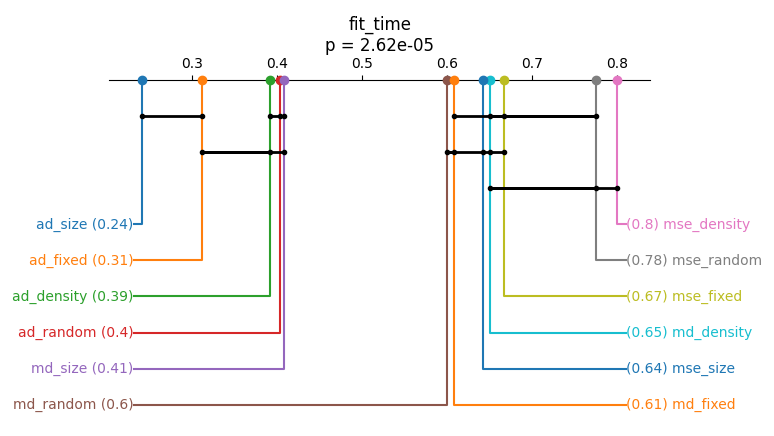 fit_time
p = 2.62e-05
0.3 0.4 0.5 0.6 0.7 0.8
ad_size (0.24)
(0.8) mse_density
ad_fixed (0.31)
(0.78) mse_random
ad_density (0.39)
(0.67) mse_fixed
ad_random (0.4)
(0.65) md_density
md_size (0.41)
(0.64) mse_size
md_random (0.6)
(0.61) md_fixed